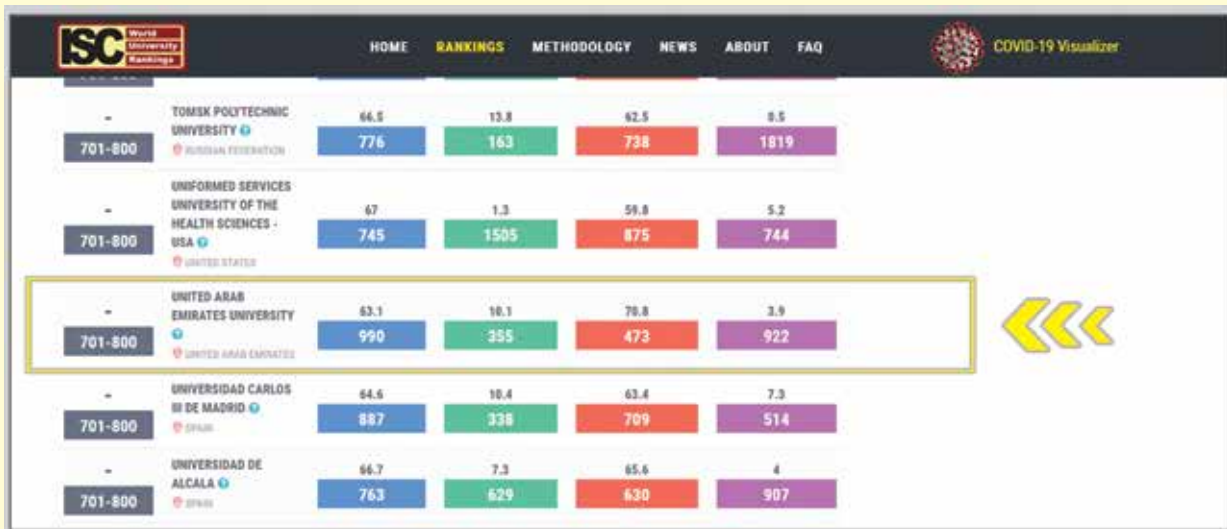 ISC World University Rankings
HOME RANKINGS METHODOLOGY NEWS ABOUT FAQ
COVID-19 Visualizer
- TOMSK POLYTECHNIC 66.5 13.8 62.5
UNIVERSITY
701-800 776 163 738 1819
RUSSIAN FEDERATION
UNIFORMED SERVICES
- UNIVERSITY OF THE 67 1.3 59.8 5.2
HEALTH SCIENCES -
701-800 USA 745 1505 875 744
UNITED STATES
UNITED ARAB
- EMIRATES UNIVERSITY 63.1 10.1 70.8 3.9
701-800 990 355 473 922
UNITED ARAB EMIRATES
- UNIVERSIDAD CARLOS 64.6 10.4 63.4 7.3
III DE MADRID
701-800 887 338 709 514
SPAIN
- UNIVERSIDAD DE 66.7 7.3 65.6 4
ALCALA
701-800 763 629 630 907
SPAIN